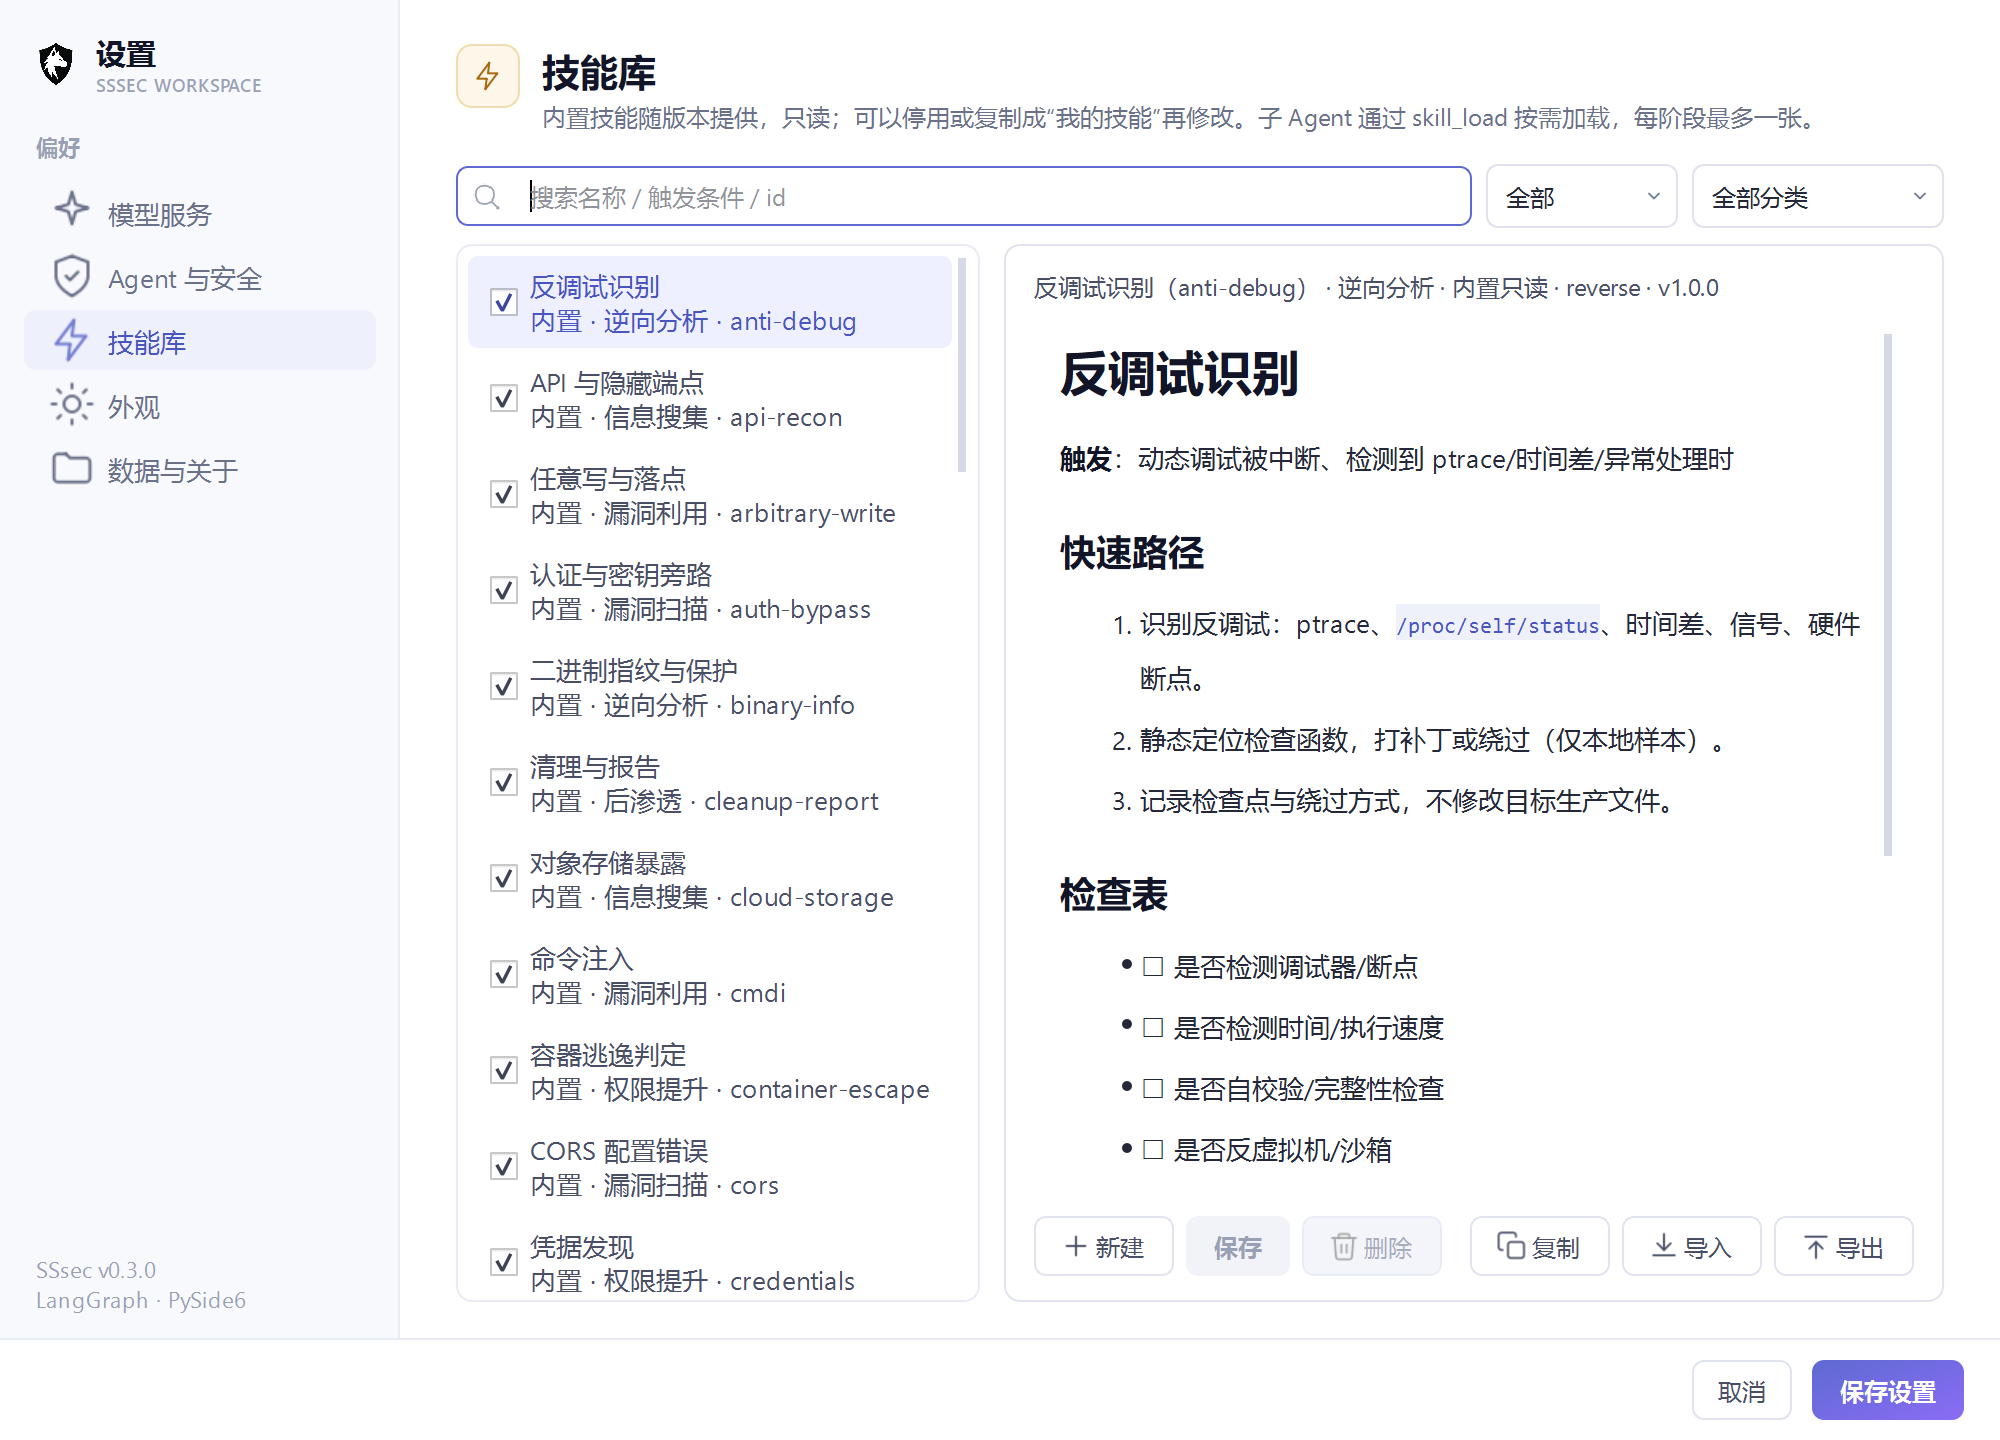 设置
SSSEC WORKSPACE
偏好
模型服务
Agent 与安全
技能库
外观
数据与关于
SSsec v0.3.0
LangGraph · PySide6
技能库
内置技能随版本提供，只读；可以停用或复制成“我的技能”再修改。子 Agent 通过 skill_load 按需加载，每阶段最多一张。
搜索名称 / 触发条件 / id
全部
全部分类
反调试识别
内置 · 逆向分析 · anti-debug
API 与隐藏端点
内置 · 信息搜集 · api-recon
任意写与落点
内置 · 漏洞利用 · arbitrary-write
认证与密钥旁路
内置 · 漏洞扫描 · auth-bypass
二进制指纹与保护
内置 · 逆向分析 · binary-info
清理与报告
内置 · 后渗透 · cleanup-report
对象存储暴露
内置 · 信息搜集 · cloud-storage
命令注入
内置 · 漏洞利用 · cmdi
容器逃逸判定
内置 · 权限提升 · container-escape
CORS 配置错误
内置 · 漏洞扫描 · cors
凭据发现
内置 · 权限提升 · credentials
反调试识别（anti-debug） · 逆向分析 · 内置只读 · reverse · v1.0.0
反调试识别
触发：动态调试被中断、检测到 ptrace/时间差/异常处理时
快速路径
1. 识别反调试：ptrace、/proc/self/status、时间差、信号、硬件
断点。
2. 静态定位检查函数，打补丁或绕过（仅本地样本）。
3. 记录检查点与绕过方式，不修改目标生产文件。
检查表
• ☐ 是否检测调试器/断点
• ☐ 是否检测时间/执行速度
• ☐ 是否自校验/完整性检查
• ☐ 是否反虚拟机/沙箱
新建
保存
删除
复制
导入
导出
取消
保存设置